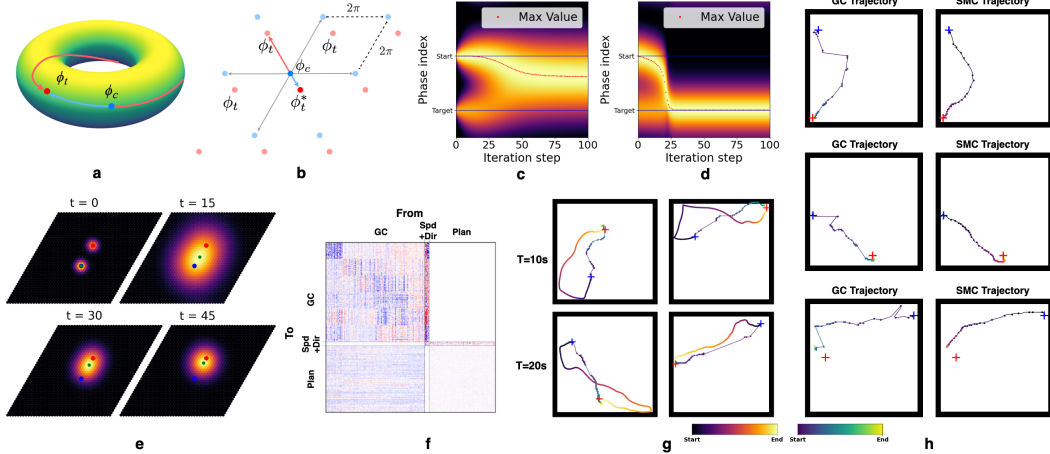 ϕt
ϕc
a
2π
ϕt
ϕt
2π
ϕc
ϕt
ϕt*
b
Max Value
Phase index
Start
Target
0 25 50 75 100
Iteration step
c
Max Value
Phase index
Start
Target
0 25 50 75 100
Iteration step
d
t = 0
t = 15
t = 30
t = 45
e
From
GC
Spd
+Dir
Plan
To
GC
Spd
+Dir
Plan
f
T=10s
T=20s
Start End
g
GC Trajectory
SMC Trajectory
GC Trajectory
SMC Trajectory
GC Trajectory
SMC Trajectory
Start End
h